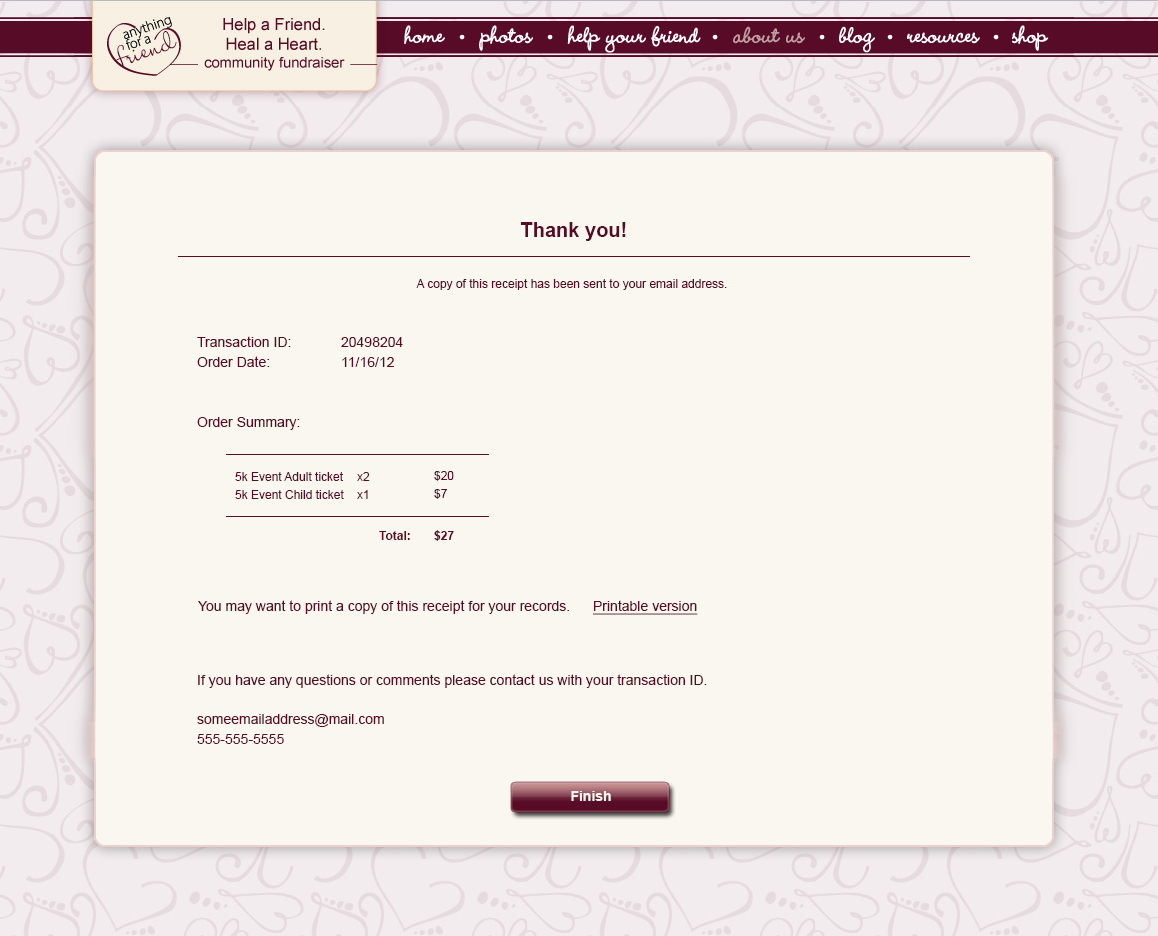 anything
for a
friend
Help a Friend.
Heal a Heart.
community fundraiser
home • photos • help your friend • about us • blog • resources • shop
Thank you!
A copy of this receipt has been sent to your email address.
Transaction ID: 20498204
Order Date: 11/16/12
Order Summary:
5k Event Adult ticket x2 $20
5k Event Child ticket x1 $7
Total: $27
You may want to print a copy of this receipt for your records. Printable version
If you have any questions or comments please contact us with your transaction ID.
someemailaddress@mail.com
555-555-5555
Finish